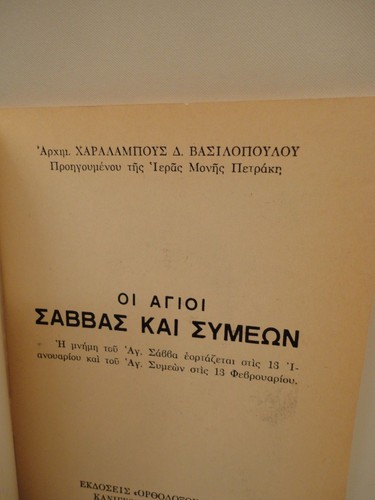 Ἀρχιμ. ΧΑΡΑΛΑΜΠΟΥΣ Δ. ΒΑΣΙΛΟΠΟΥΛΟΥ
Προηγουμένου τῆς Ἱερᾶς Μονῆς Πετράκη
ΟΙ ΑΓΙΟΙ
ΣΑΒΒΑΣ ΚΑΙ ΣΥΜΕΩΝ
Ἡ μνήμη τοῦ Ἁγ. Σάββα ἑορτάζεται στὶς 13 Ἰ-
ανουαρίου καὶ τοῦ Ἁγ. Συμεὼν στὶς 13 Φεβρουαρίου.
ΕΚΔΟΣΕΙΣ